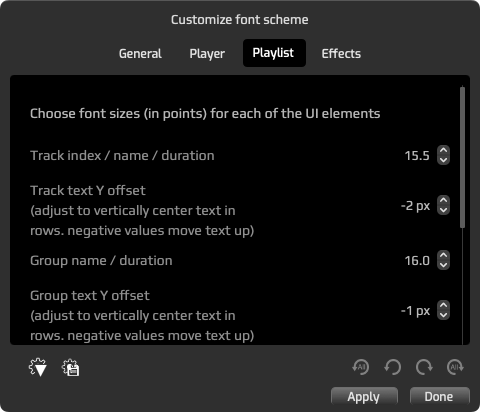 Customize font scheme
General Player Playlist Effects
Choose font sizes (in points) for each of the UI elements
Track index / name / duration 15.5
Track text Y offset
(adjust to vertically center text in
rows. negative values move text up) -2 px
Group name / duration 16.0
Group text Y offset
(adjust to vertically center text in
rows. negative values move text up) -1 px
All All
Apply Done